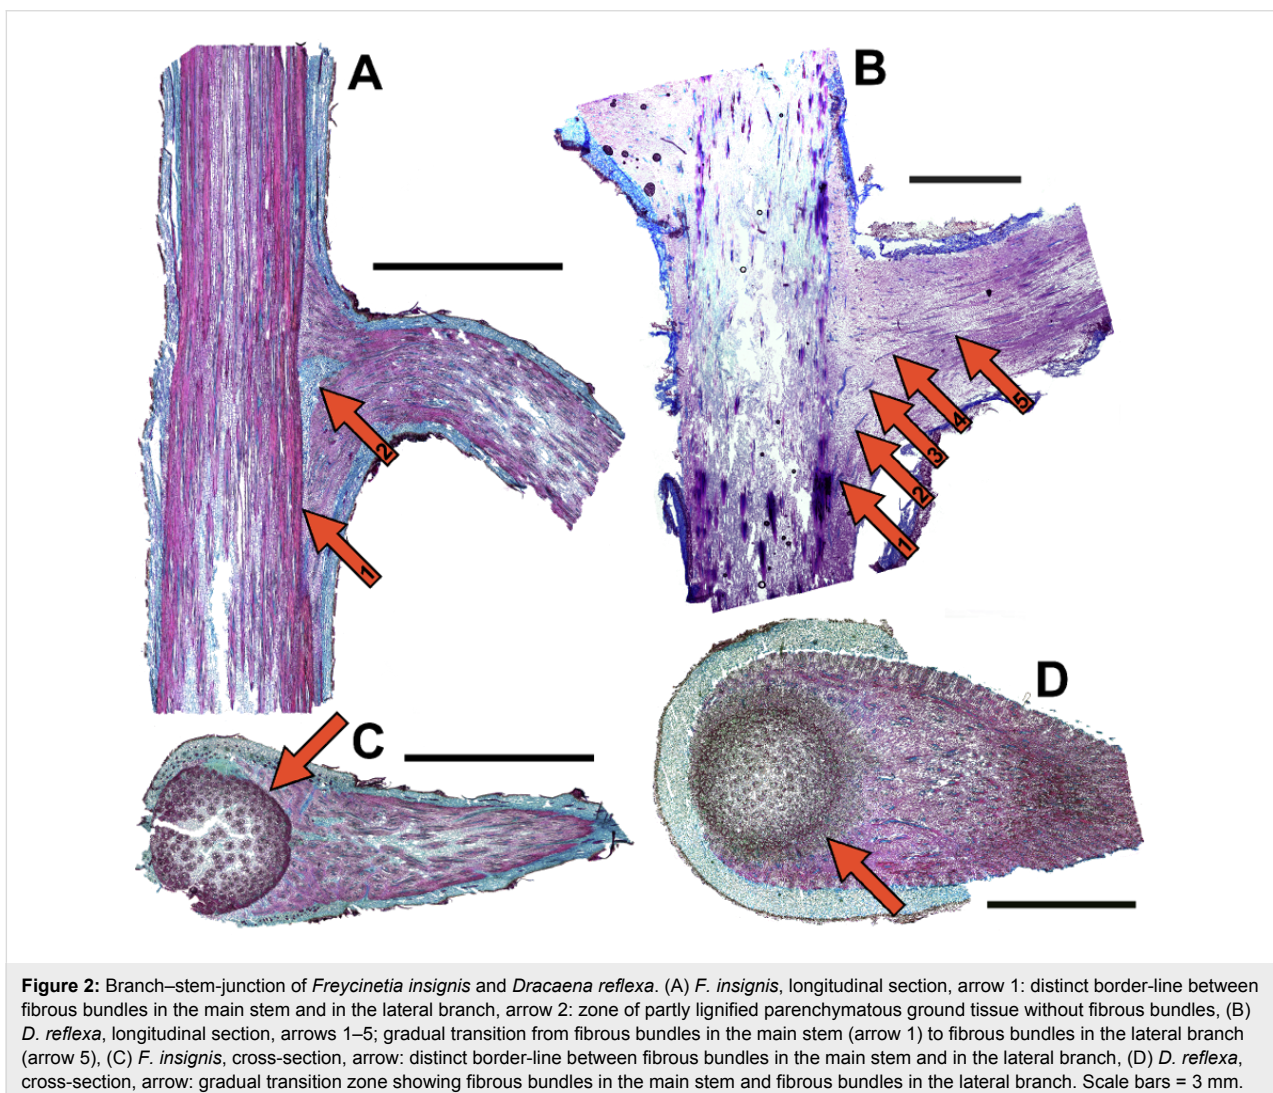 A
B
2
1
5
4
3
2
1
C
D
Figure 2: Branch–stem-junction of Freycinetia insignis and Dracaena reflexa. (A) F. insignis, longitudinal section, arrow 1: distinct border-line between
fibrous bundles in the main stem and in the lateral branch, arrow 2: zone of partly lignified parenchymatous ground tissue without fibrous bundles, (B)
D. reflexa, longitudinal section, arrows 1–5; gradual transition from fibrous bundles in the main stem (arrow 1) to fibrous bundles in the lateral branch
(arrow 5), (C) F. insignis, cross-section, arrow: distinct border-line between fibrous bundles in the main stem and in the lateral branch, (D) D. reflexa,
cross-section, arrow: gradual transition zone showing fibrous bundles in the main stem and fibrous bundles in the lateral branch. Scale bars = 3 mm.